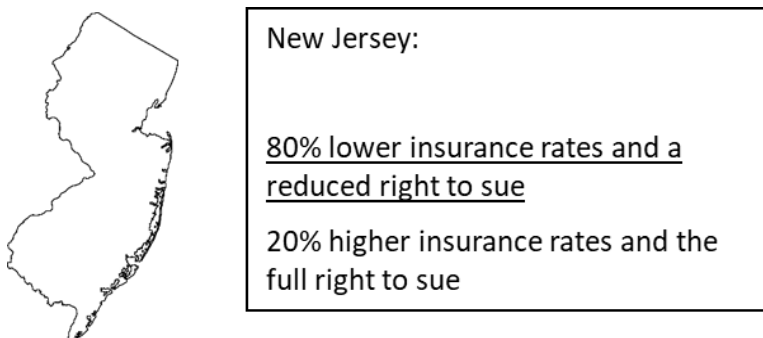 New Jersey:
80% lower insurance rates and a
reduced right to sue
20% higher insurance rates and the
full right to sue